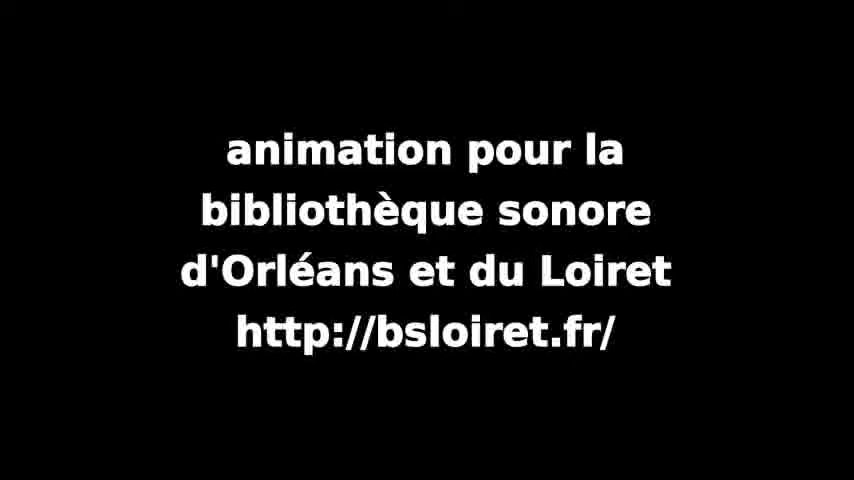 animation pour la
bibliothèque sonore
d'Orléans et du Loiret
http://bsloiret.fr/